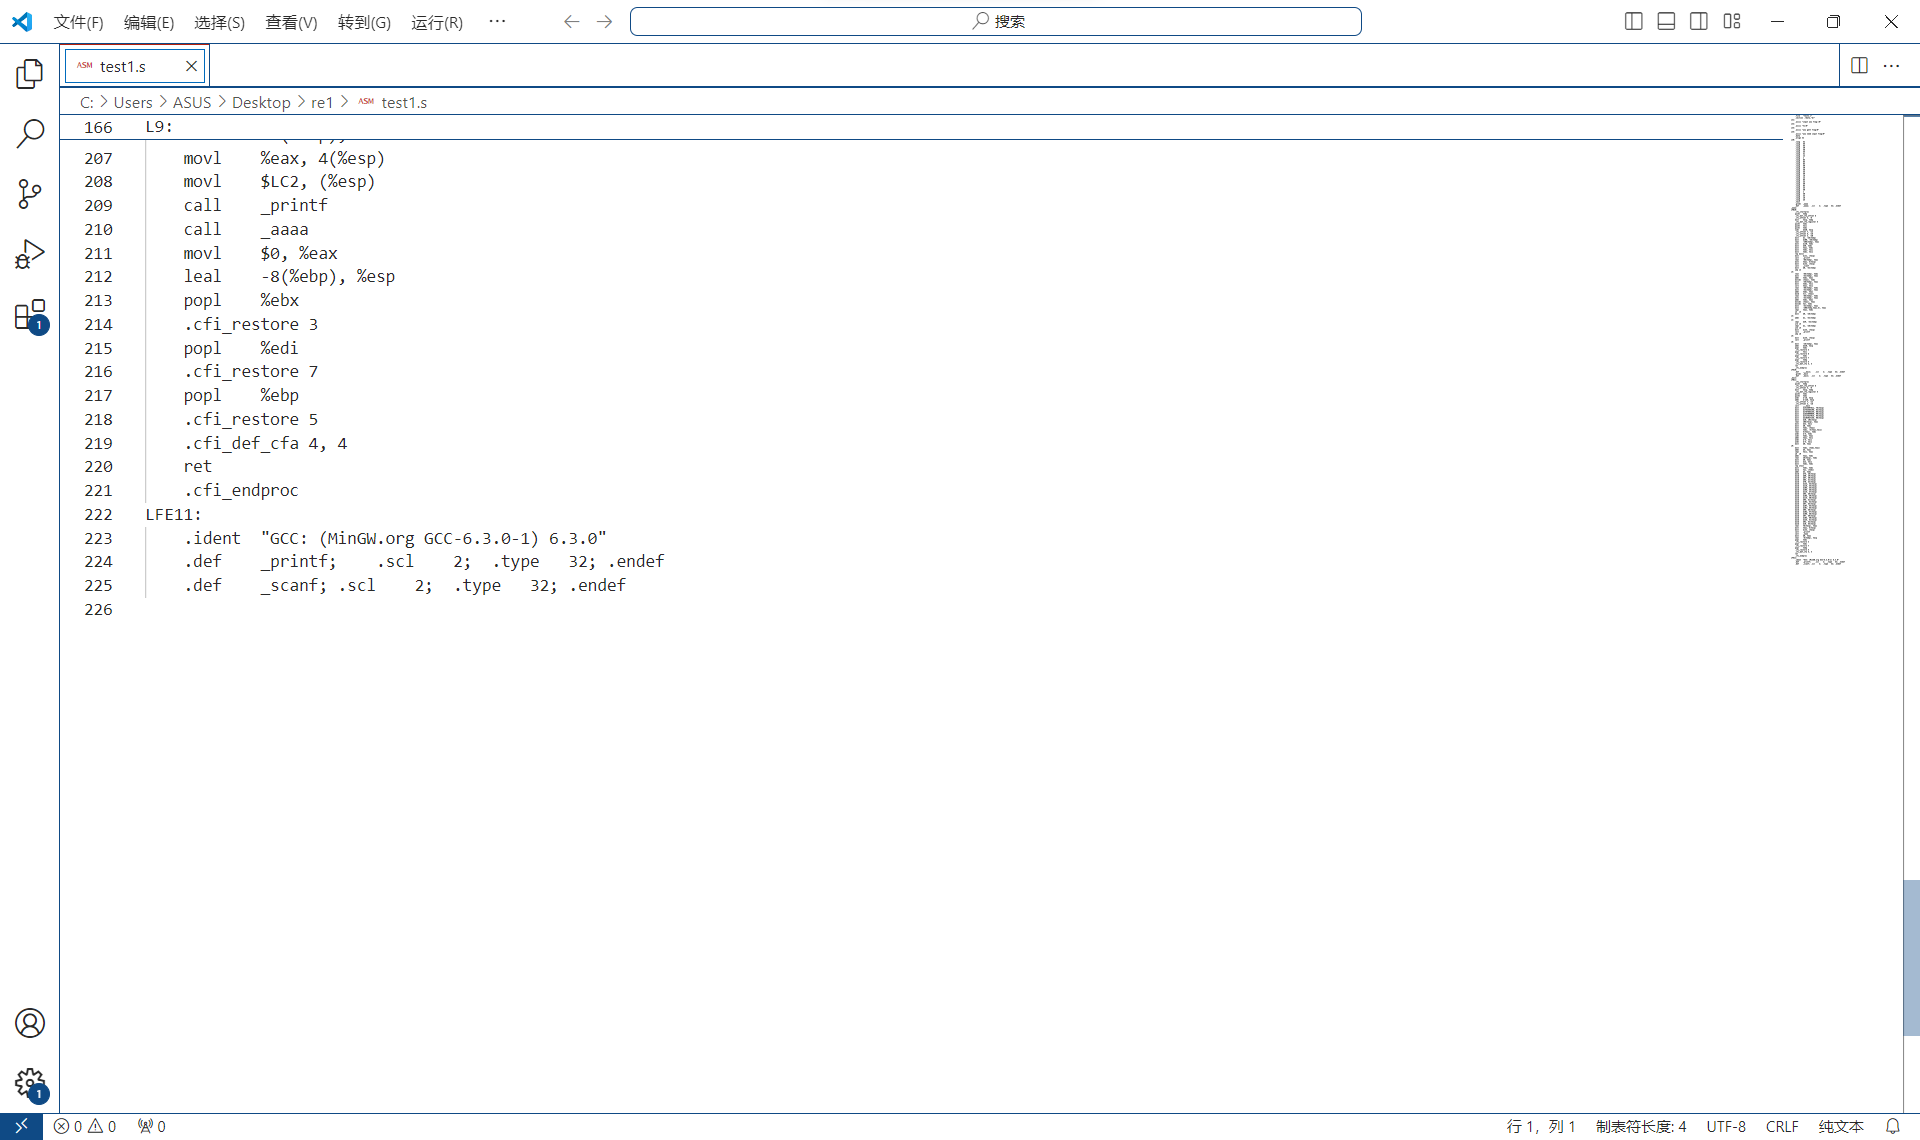 文件(F) 编辑(E) 选择(S) 查看(V) 转到(G) 运行(R) ··· 搜索
ASM test1.s
C: > Users > ASUS > Desktop > re1 > ASM test1.s
166 L9:
207 movl %eax, 4(%esp)
208 movl $LC2, (%esp)
209 call _printf
210 call _aaaa
211 movl $0, %eax
212 leal -8(%ebp), %esp
213 popl %ebx
214 .cfi_restore 3
215 popl %edi
216 .cfi_restore 7
217 popl %ebp
218 .cfi_restore 5
219 .cfi_def_cfa 4, 4
220 ret
221 .cfi_endproc
222 LFE11:
223 .ident "GCC: (MinGW.org GCC-6.3.0-1) 6.3.0"
224 .def _printf; .scl 2; .type 32; .endef
225 .def _scanf; .scl 2; .type 32; .endef
226
1
1
0 0 0 行 1，列 1 制表符长度: 4 UTF-8 CRLF 纯文本